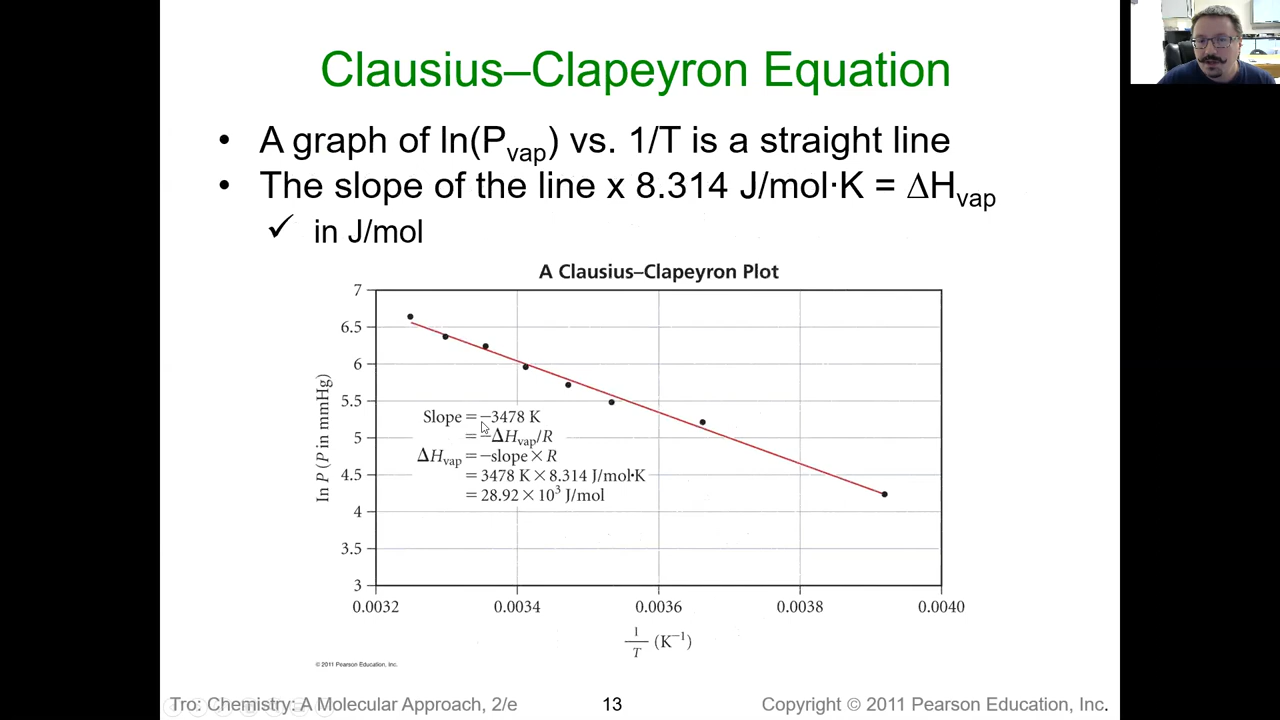 Clausius–Clapeyron Equation
• A graph of ln(Pvap) vs. 1/T is a straight line
• The slope of the line x 8.314 J/mol∙K = ΔHvap
✓ in J/mol
A Clausius–Clapeyron Plot
7
6.5
6
5.5
5
4.5
4
3.5
3
ln P (P in mmHg)
Slope = −3478 K
= −ΔHvap/R
ΔHvap = −slope × R
= 3478 K × 8.314 J/mol•K
= 28.92 × 10³ J/mol
0.0032 0.0034 0.0036 0.0038 0.0040
1/T (K⁻¹)
© 2011 Pearson Education, Inc.
Tro: Chemistry: A Molecular Approach, 2/e 13 Copyright © 2011 Pearson Education, Inc.